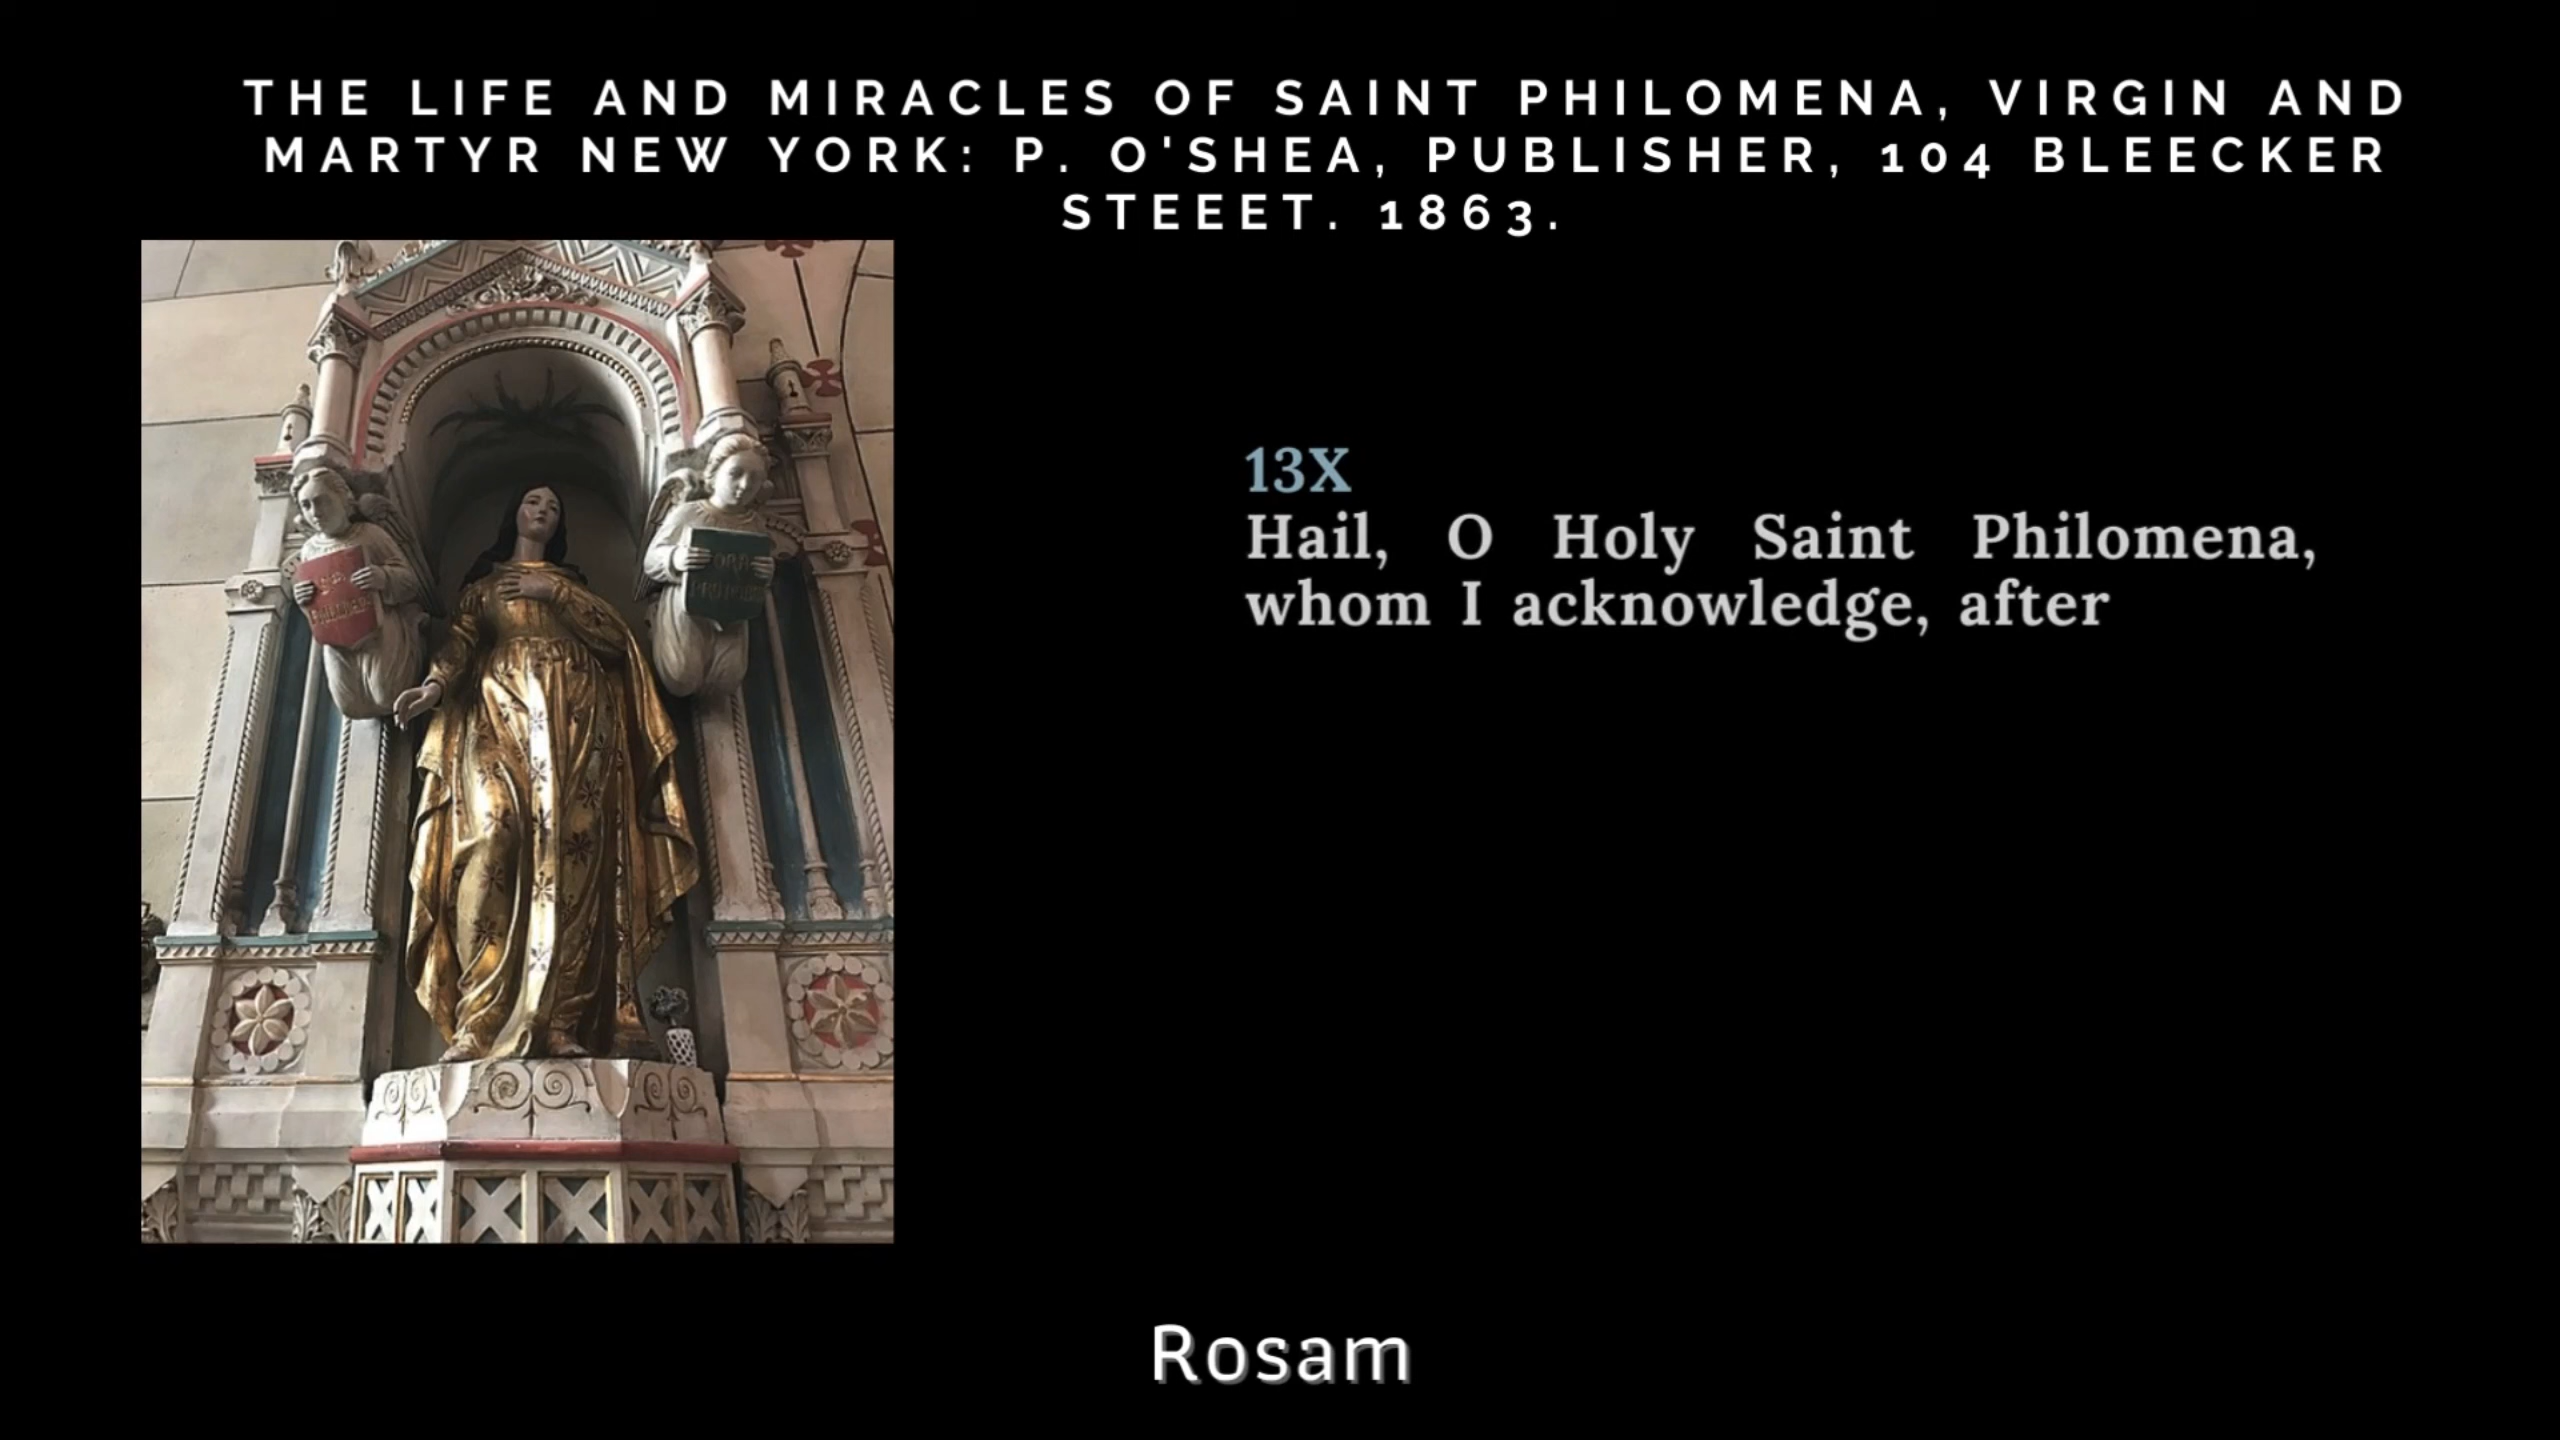 THE LIFE AND MIRACLES OF SAINT PHILOMENA, VIRGIN AND
MARTYR NEW YORK: P. O'SHEA, PUBLISHER, 104 BLEECKER
STEEET. 1863.
ORA
13X
Hail, O Holy Saint Philomena,
whom I acknowledge, after
Rosam